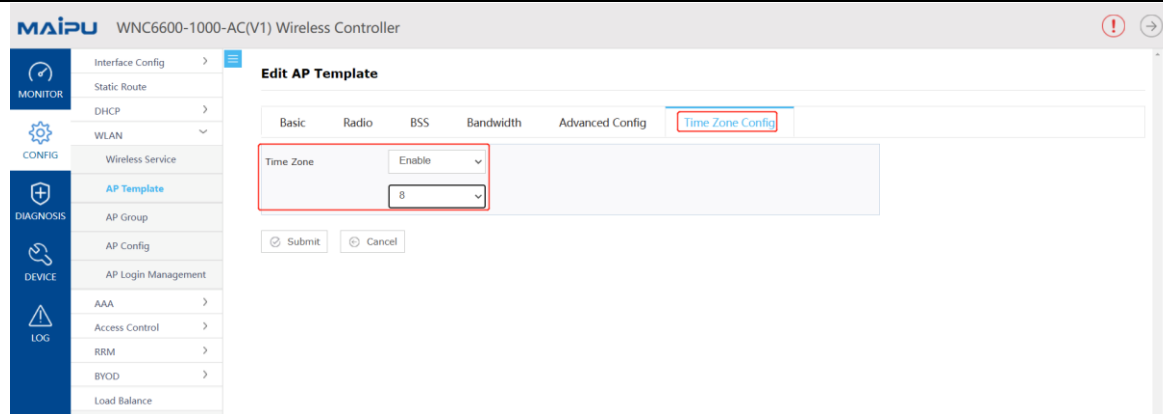 MAIPU WNC6600-1000-AC(V1) Wireless Controller
MONITOR
CONFIG
DIAGNOSIS
DEVICE
LOG
Interface Config
Static Route
DHCP
WLAN
Wireless Service
AP Template
AP Group
AP Config
AP Login Management
AAA
Access Control
RRM
BYOD
Load Balance
Edit AP Template
Basic Radio BSS Bandwidth Advanced Config Time Zone Config
Time Zone Enable
8
Submit Cancel